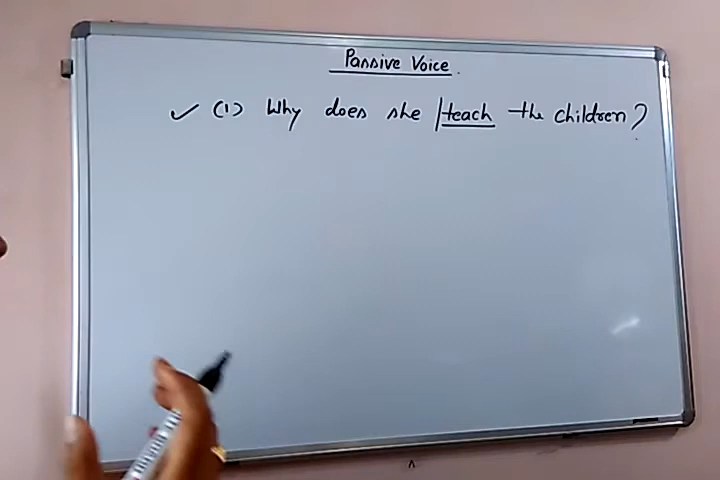 Passive Voice.
✓ (1) Why does she | teach the children?